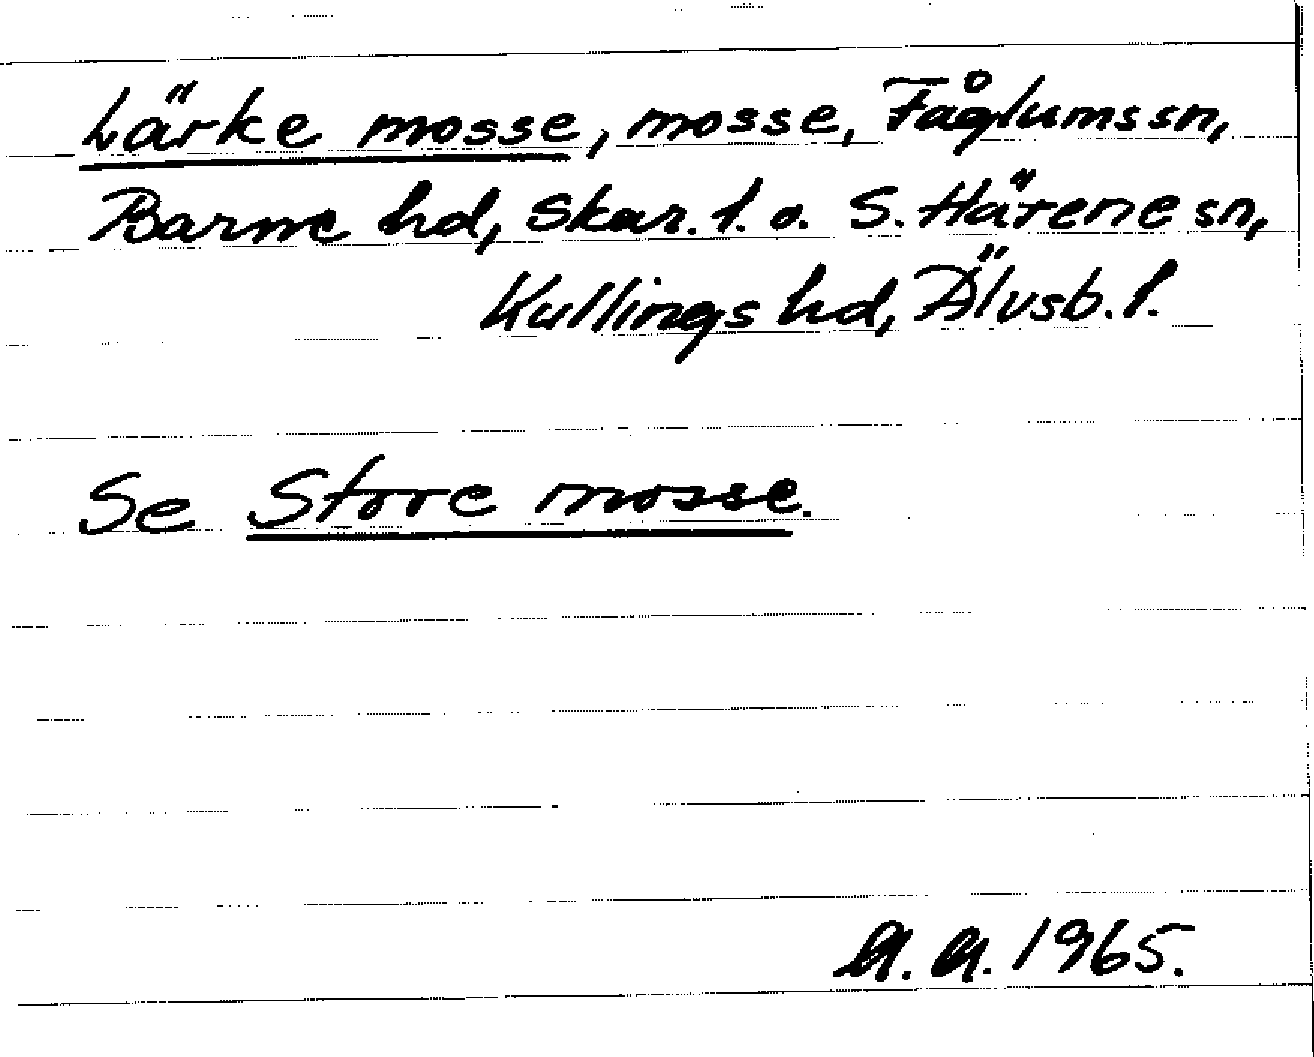 Lärke mosse, mosse, Fåglums sn,
Barne hd, Skar. l. o. S. Härene sn,
Kullings hd, Älvsb. l.
Se Store mosse.
A. A. 1965.